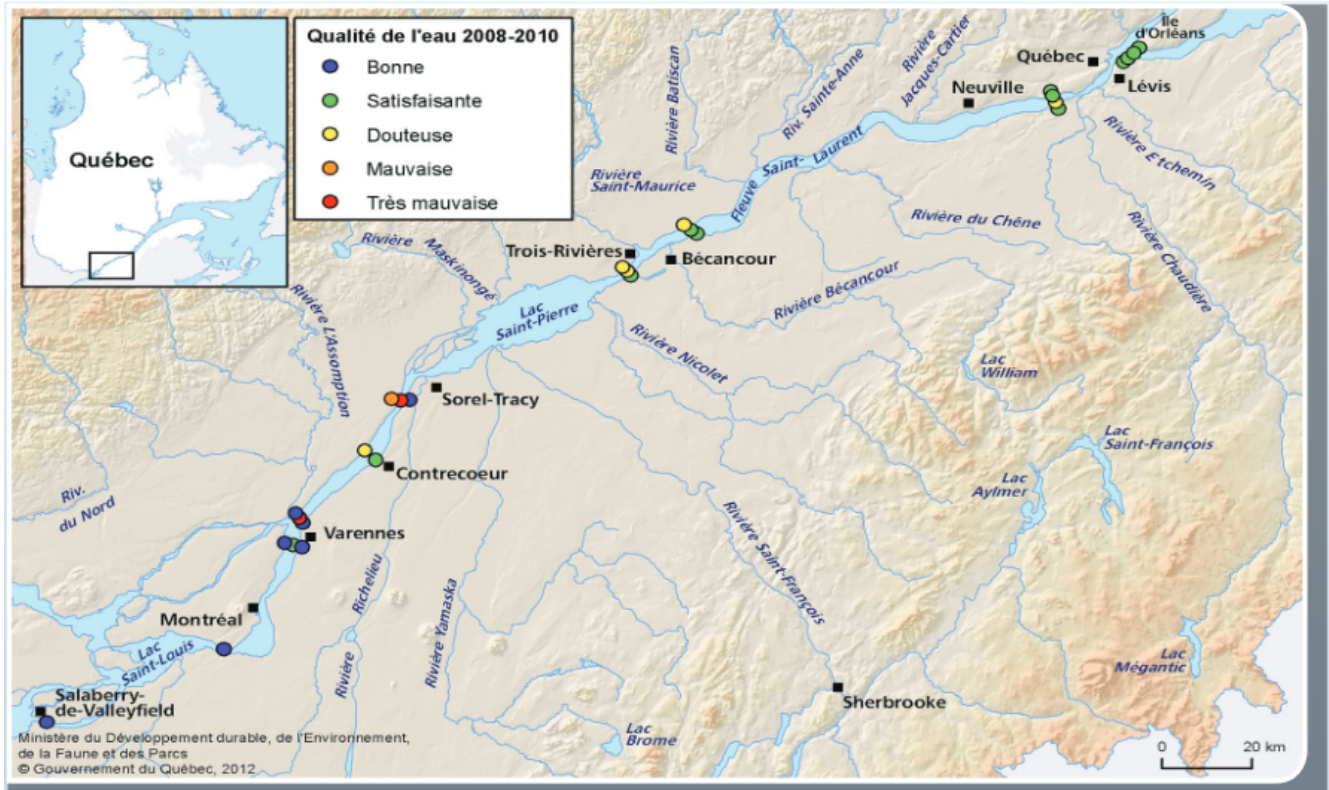 Qualité de l'eau 2008-2010
Bonne
Satisfaisante
Douteuse
Mauvaise
Très mauvaise
Québec
Île
d'Orléans
Québec
Lévis
Neuville
Rivière
Jacques-Cartier
Riv. Sainte-Anne
Rivière Batiscan
Rivière
Saint-Maurice
Fleuve Saint-Laurent
Rivière Etchemin
Rivière Chaudière
Rivière du Chêne
Trois-Rivières
Bécancour
Rivière Bécancour
Rivière Maskinongé
Lac
Saint-Pierre
Rivière Nicolet
Rivière L'Assomption
Lac
William
Sorel-Tracy
Lac
Saint-François
Contrecoeur
Lac
Aylmer
Riv.
du Nord
Varennes
Rivière Saint-François
Rivière Richelieu
Rivière Yamaska
Montréal
Lac
Saint-Louis
Lac
Mégantic
Salaberry-
de-Valleyfield
Sherbrooke
Lac
Brome
Ministère du Développement durable, de l'Environnement,
de la Faune et des Parcs
© Gouvernement du Québec, 2012
0 20 km